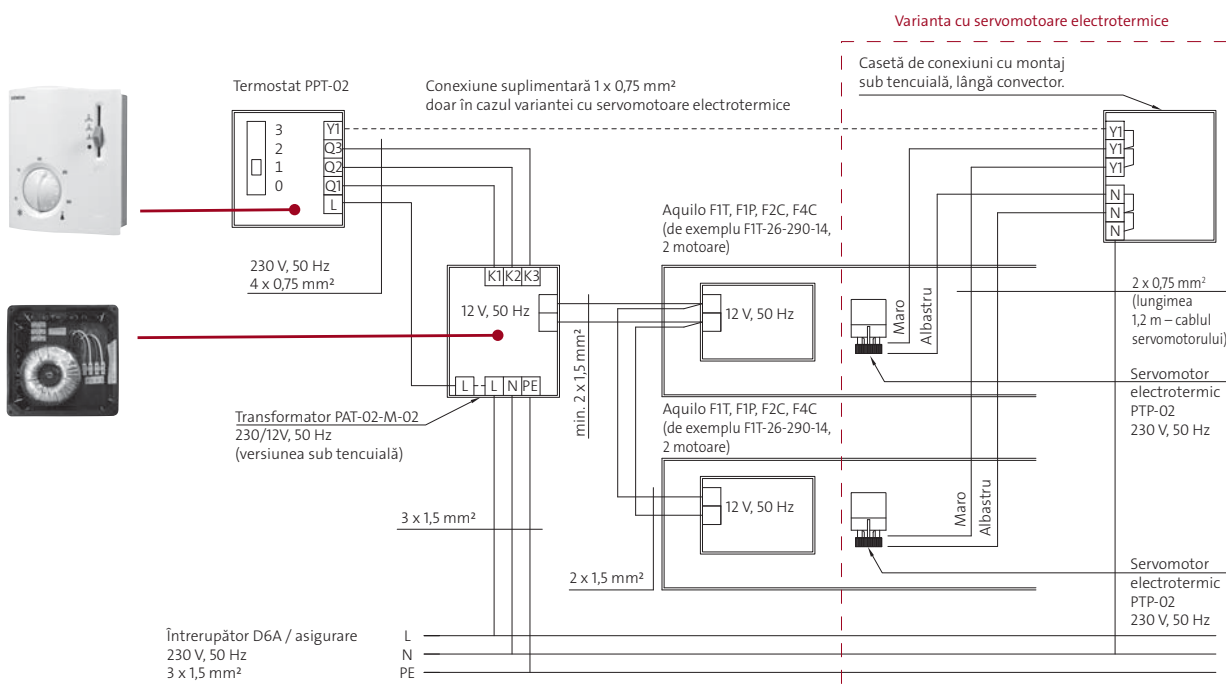 Varianta cu servomotoare electrotermice
Casetă de conexiuni cu montaj
sub tencuială, lângă convector.
Termostat PPT-02
Conexiune suplimentară 1 x 0,75 mm²
doar în cazul variantei cu servomotoare electrotermice
SIEMENS
3
2
1
0
Y1
Q3
Q2
Q1
L
Y1
Y1
Y1
N
N
N
Aquilo F1T, F1P, F2C, F4C
(de exemplu F1T-26-290-14,
2 motoare)
230 V, 50 Hz
4 x 0,75 mm²
K1 K2 K3
12 V, 50 Hz
L L N PE
min. 2 x 1,5 mm²
12 V, 50 Hz
Maro
Albastru
2 x 0,75 mm²
(lungimea
1,2 m – cablul
servomotorului)
Servomotor
electrotermic
PTP-02
230 V, 50 Hz
Transformator PAT-02-M-02
230/12V, 50 Hz
(versiunea sub tencuială)
Aquilo F1T, F1P, F2C, F4C
(de exemplu F1T-26-290-14,
2 motoare)
12 V, 50 Hz
Maro
Albastru
3 x 1,5 mm²
2 x 1,5 mm²
Servomotor
electrotermic
PTP-02
230 V, 50 Hz
Întrerupător D6A / asigurare
230 V, 50 Hz
3 x 1,5 mm²
L
N
PE